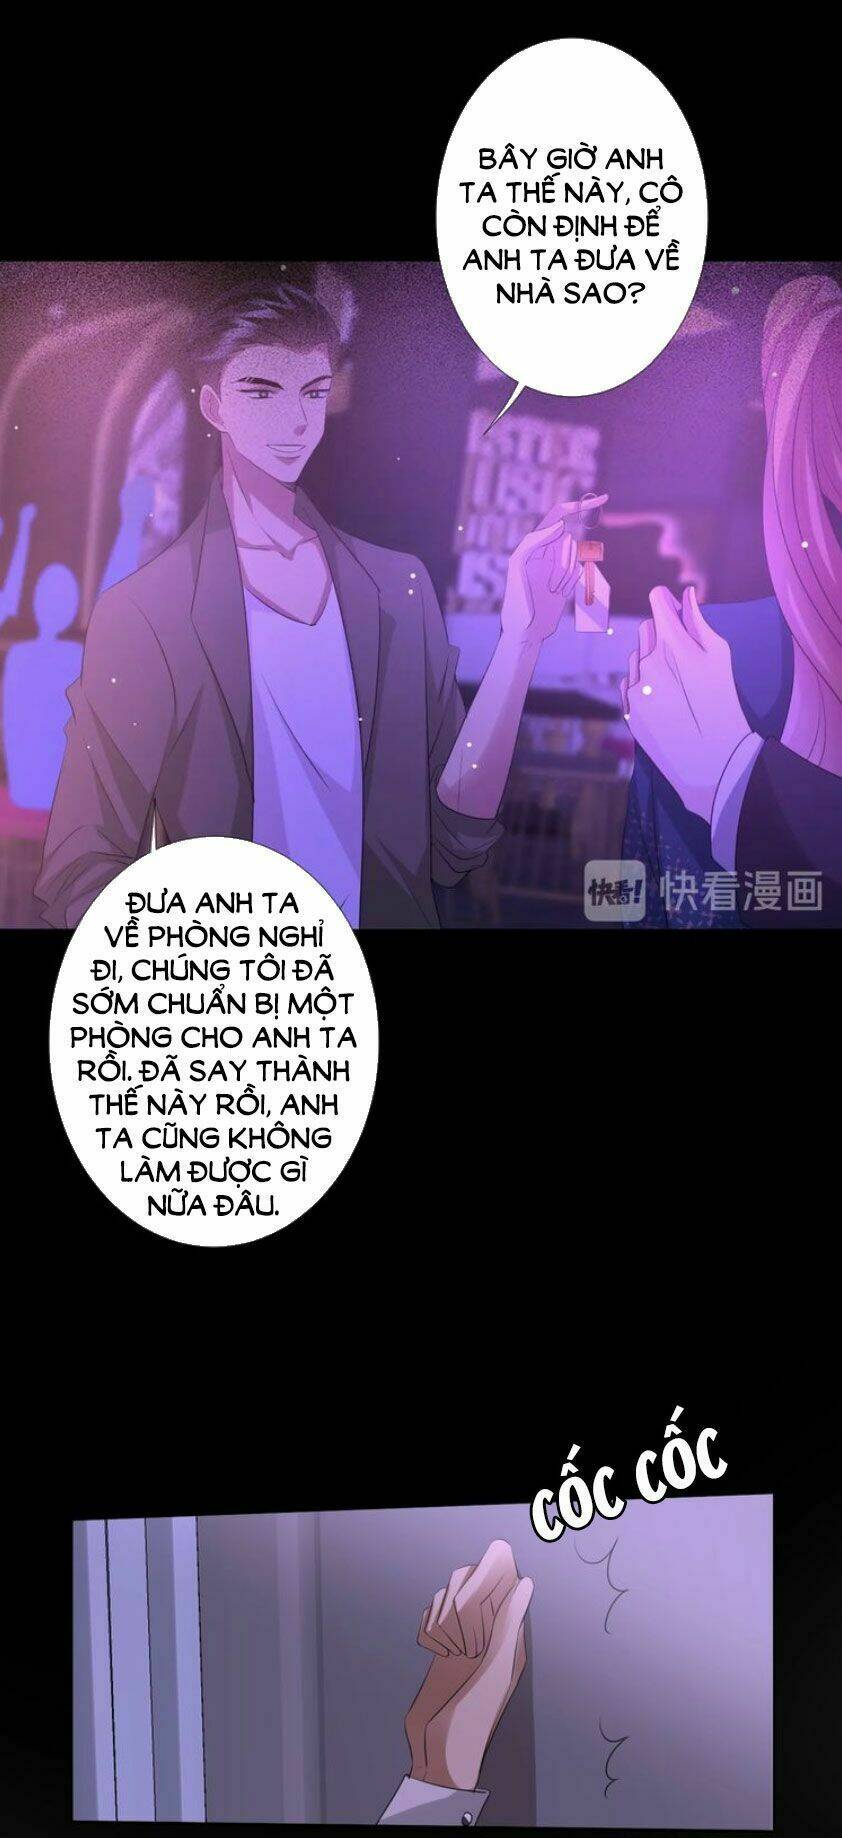 BÂY GIỜ ANH
TA THẾ NÀY, CÔ
CÒN ĐỊNH ĐỂ
ANH TA ĐƯA VỀ
NHÀ SAO?
MUSIC
快看!
快看漫画
ĐƯA ANH TA
VỀ PHÒNG NGHỈ
ĐI, CHÚNG TÔI ĐÃ
SỚM CHUẨN BỊ MỘT
PHÒNG CHO ANH TA
RỒI. ĐÃ SAY THÀNH
THẾ NÀY RỒI, ANH
TA CŨNG KHÔNG
LÀM ĐƯỢC GÌ
NỮA ĐÂU.
CỐC CỐC